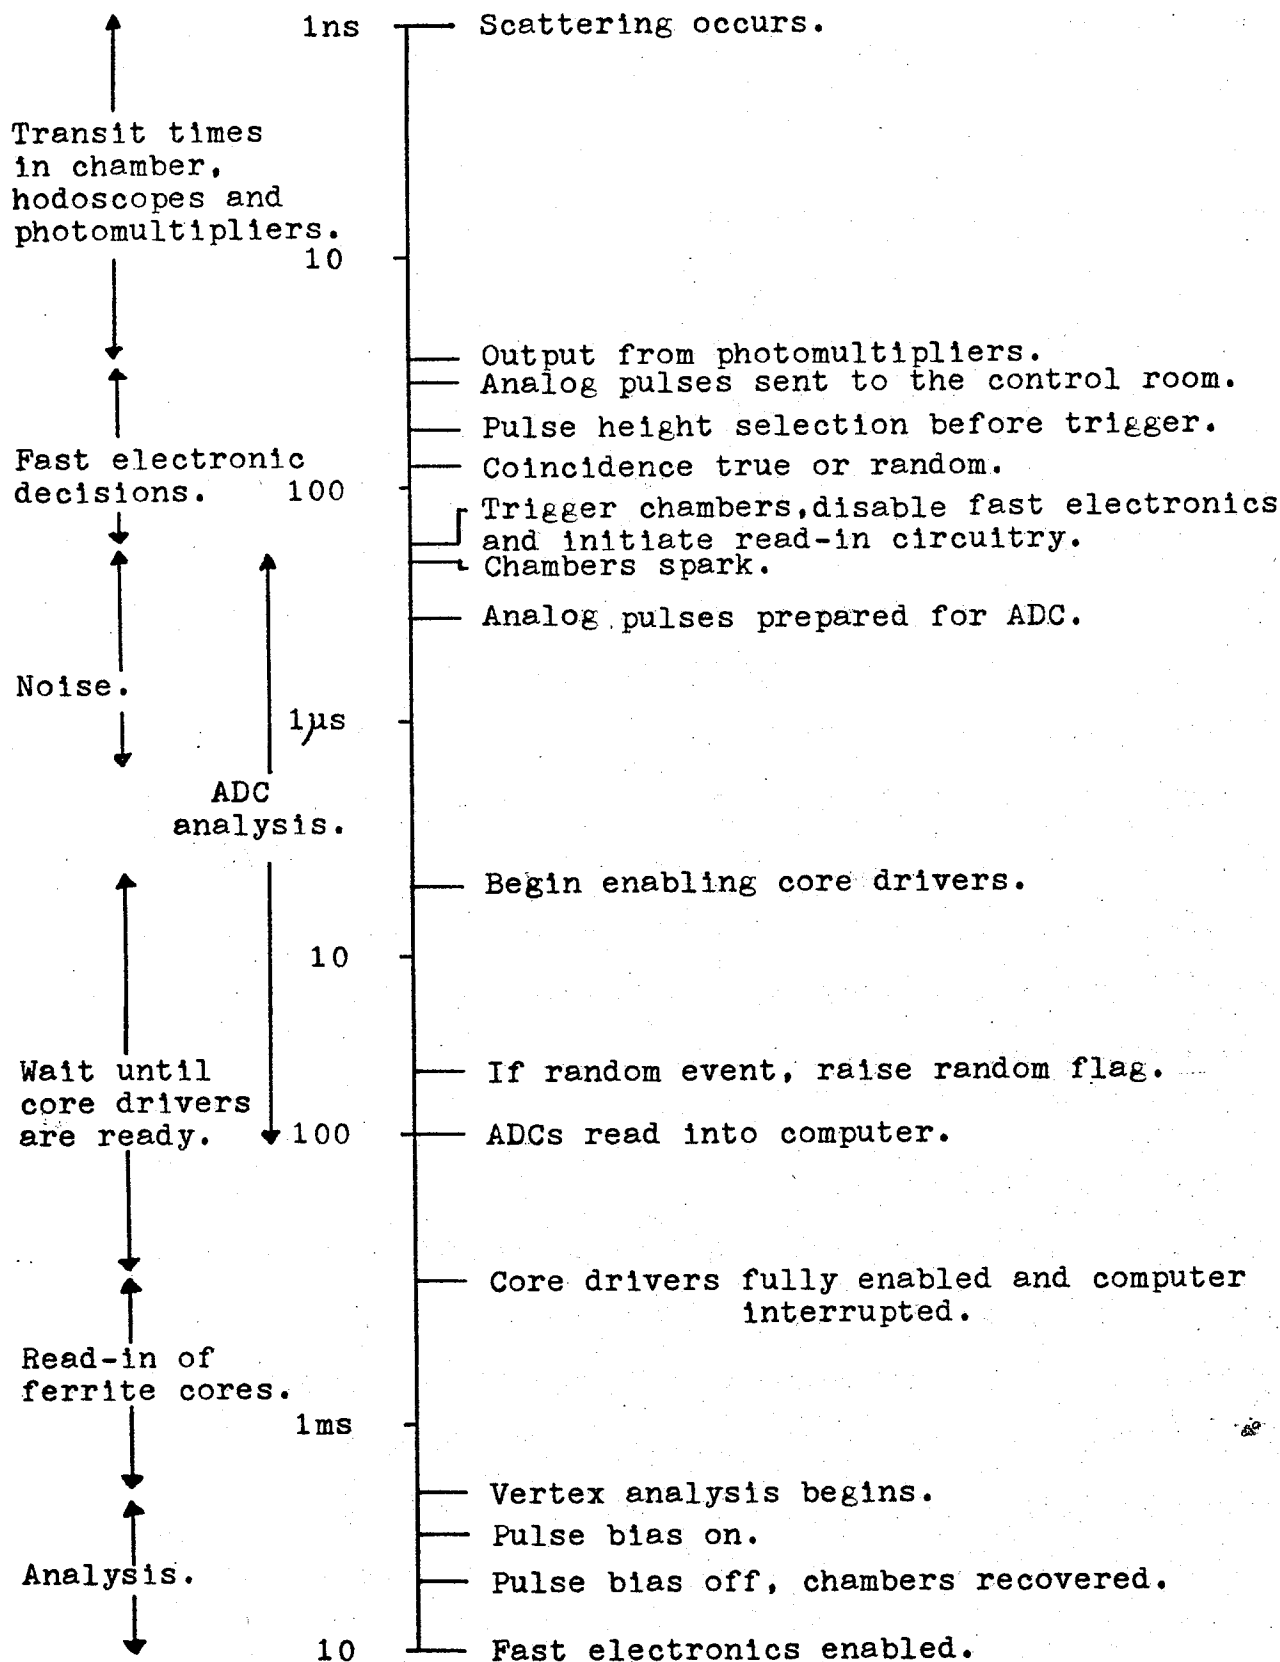 1ns Scattering occurs.
Transit times
in chamber,
hodoscopes and
photomultipliers.
10
Output from photomultipliers.
Analog pulses sent to the control room.
Pulse height selection before trigger.
Fast electronic
decisions.
Coincidence true or random.
100
Trigger chambers,disable fast electronics
and initiate read-in circuitry.
Chambers spark.
Analog pulses prepared for ADC.
Noise.
1μs
ADC
analysis.
Begin enabling core drivers.
10
Wait until
core drivers
are ready.
If random event, raise random flag.
100 ADCs read into computer.
Core drivers fully enabled and computer
interrupted.
Read-in of
ferrite cores.
1ms
Vertex analysis begins.
Pulse bias on.
Analysis.
Pulse bias off, chambers recovered.
10 Fast electronics enabled.